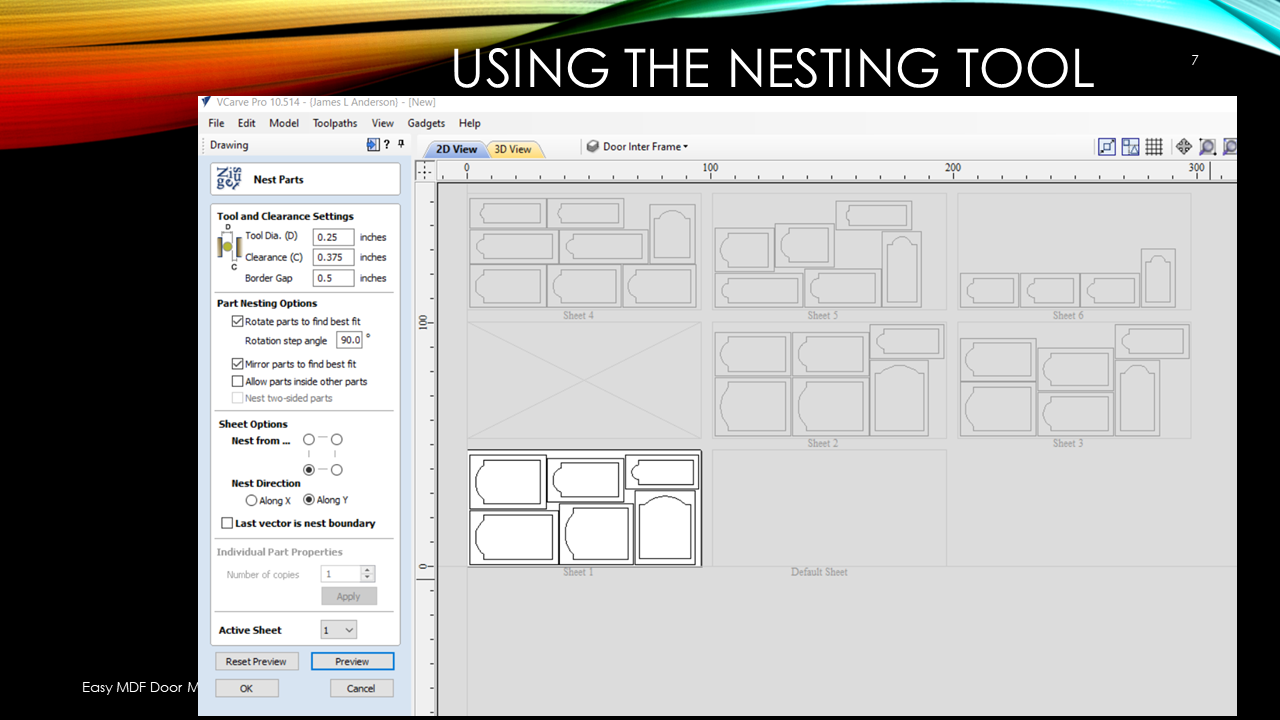 USING THE NESTING TOOL
7
VCarve Pro 10.514 - {James L Anderson} - [New]
File Edit Model Toolpaths View Gadgets Help
Drawing ?
2D View 3D View Door Inter Frame
Nest Parts
0 100 200 300
Tool and Clearance Settings
D
Tool Dia. (D) 0.25 inches
Clearance (C) 0.375 inches
C
Border Gap 0.5 inches
Part Nesting Options
Rotate parts to find best fit
Rotation step angle 90.0 °
Mirror parts to find best fit
Allow parts inside other parts
Nest two-sided parts
Sheet Options
Nest from ...
Nest Direction
Along X Along Y
Last vector is nest boundary
Individual Part Properties
Number of copies 1
Apply
Active Sheet 1
Reset Preview Preview
OK Cancel
Sheet 4 Sheet 5 Sheet 6
100
Sheet 2 Sheet 3
0
Sheet 1 Default Sheet
Easy MDF Door M